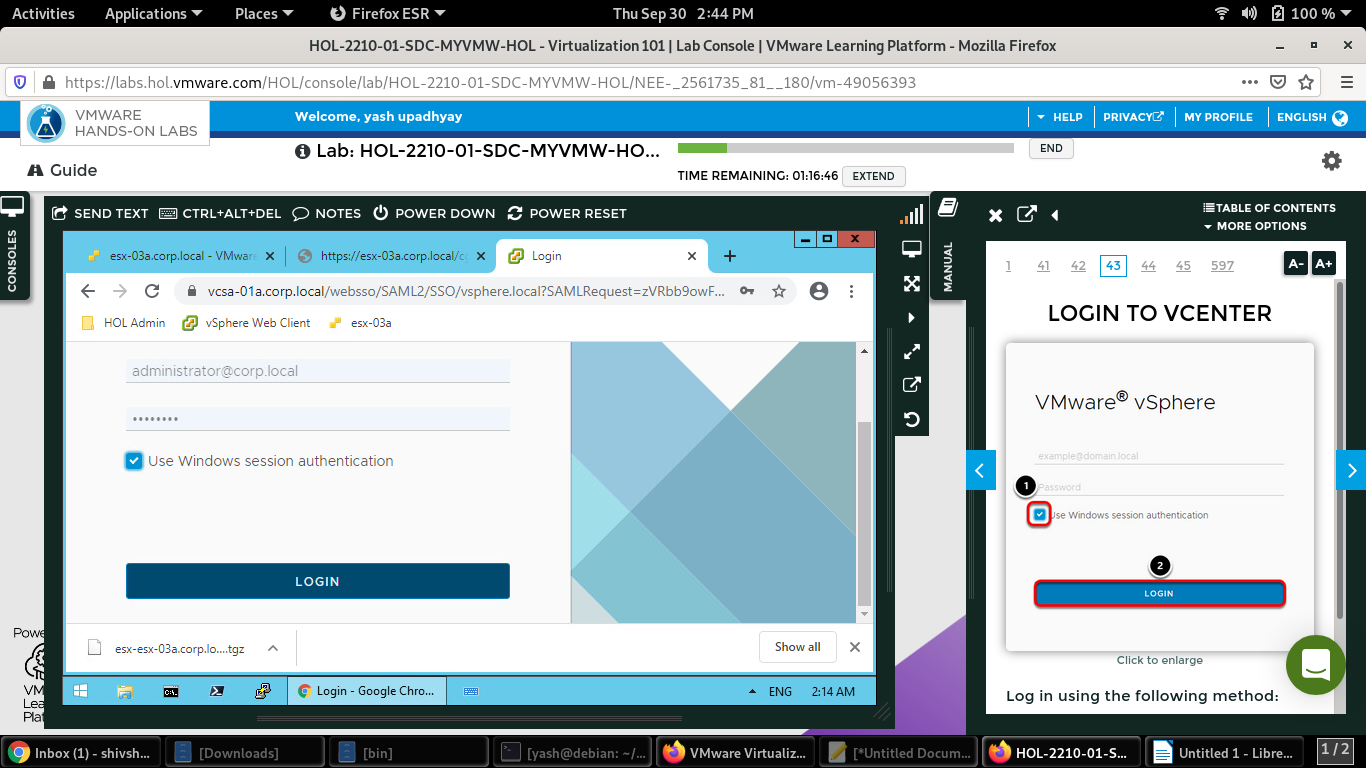 Activities Applications Places Firefox ESR Thu Sep 30 2:44 PM 100 %
HOL-2210-01-SDC-MYVMW-HOL - Virtualization 101 | Lab Console | VMware Learning Platform - Mozilla Firefox
https://labs.hol.vmware.com/HOL/console/lab/HOL-2210-01-SDC-MYVMW-HOL/NEE-_2561735_81__180/vm-49056393
VMWARE
HANDS-ON LABS
Welcome, yash upadhyay
HELP PRIVACY MY PROFILE ENGLISH
Guide
Lab: HOL-2210-01-SDC-MYVMW-HO...
END
TIME REMAINING: 01:16:46 EXTEND
CONSOLES
SEND TEXT CTRL+ALT+DEL NOTES POWER DOWN POWER RESET
esx-03a.corp.local - VMware
https://esx-03a.corp.local/
Login
vcsa-01a.corp.local/websso/SAML2/SSO/vsphere.local?SAMLRequest=zVRbb9owF...
HOL Admin vSphere Web Client esx-03a
administrator@corp.local
••••••••
Use Windows session authentication
LOGIN
esx-esx-03a.corp.lo....tgz
Show all
Login - Google Chro...
ENG 2:14 AM
MANUAL
TABLE OF CONTENTS
MORE OPTIONS
1 41 42 43 44 45 597 A- A+
LOGIN TO VCENTER
VMware® vSphere
example@domain.local
1 Password
Use Windows session authentication
2
LOGIN
Click to enlarge
Log in using the following method:
Powe
VM
Lea
Plat
Inbox (1) - shivsh... [Downloads] [bin] [yash@debian: ~/... VMware Virtualiz... [*Untitled Docum... HOL-2210-01-S... Untitled 1 - Libre... 1 / 2